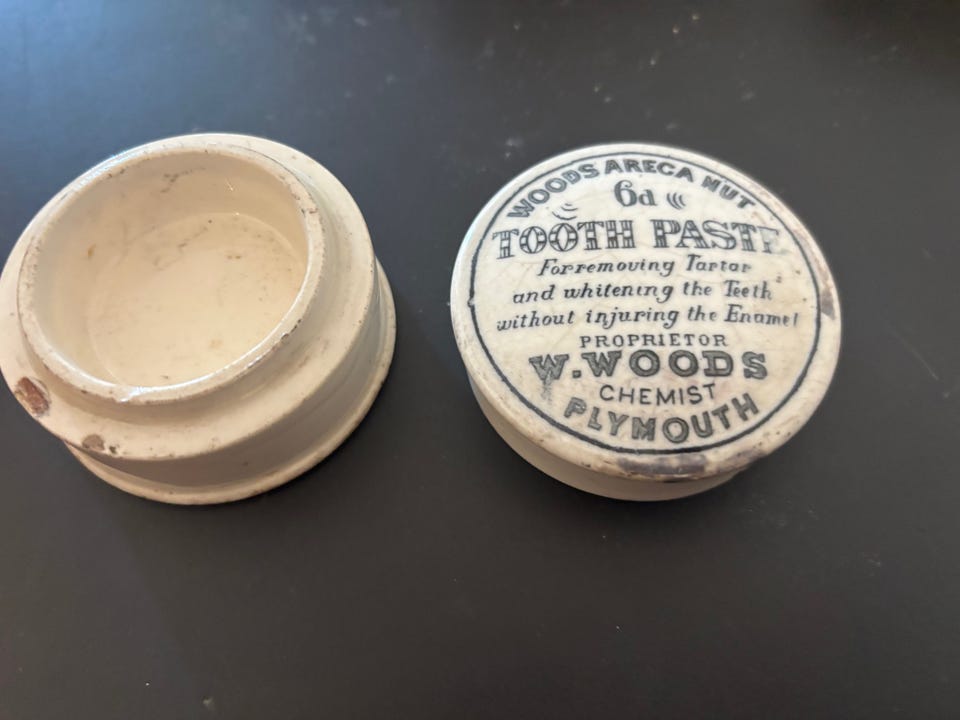 WOODS ARECA NUT
6d
TOOTH PASTE
For removing Tartar
and whitening the Teeth
without injuring the Enamel
PROPRIETOR
W. WOODS
CHEMIST
PLYMOUTH